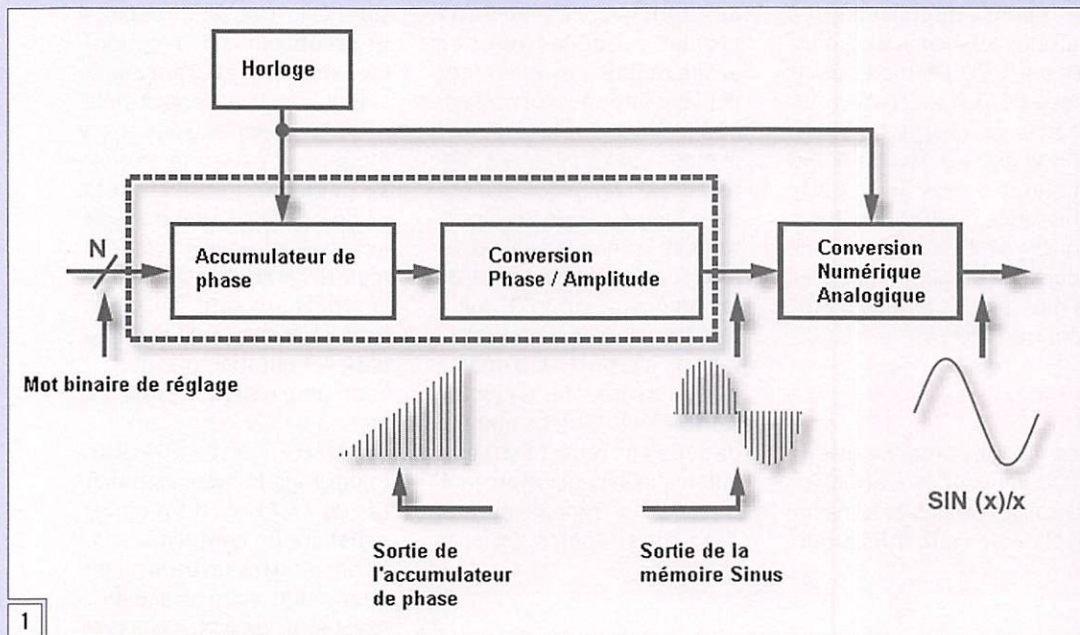 Horloge
N
Accumulateur de
phase
Conversion
Phase / Amplitude
Conversion
Numérique
Analogique
Mot binaire de réglage
SIN (x)/x
Sortie de
l'accumulateur
de phase
Sortie de la
mémoire Sinus
1